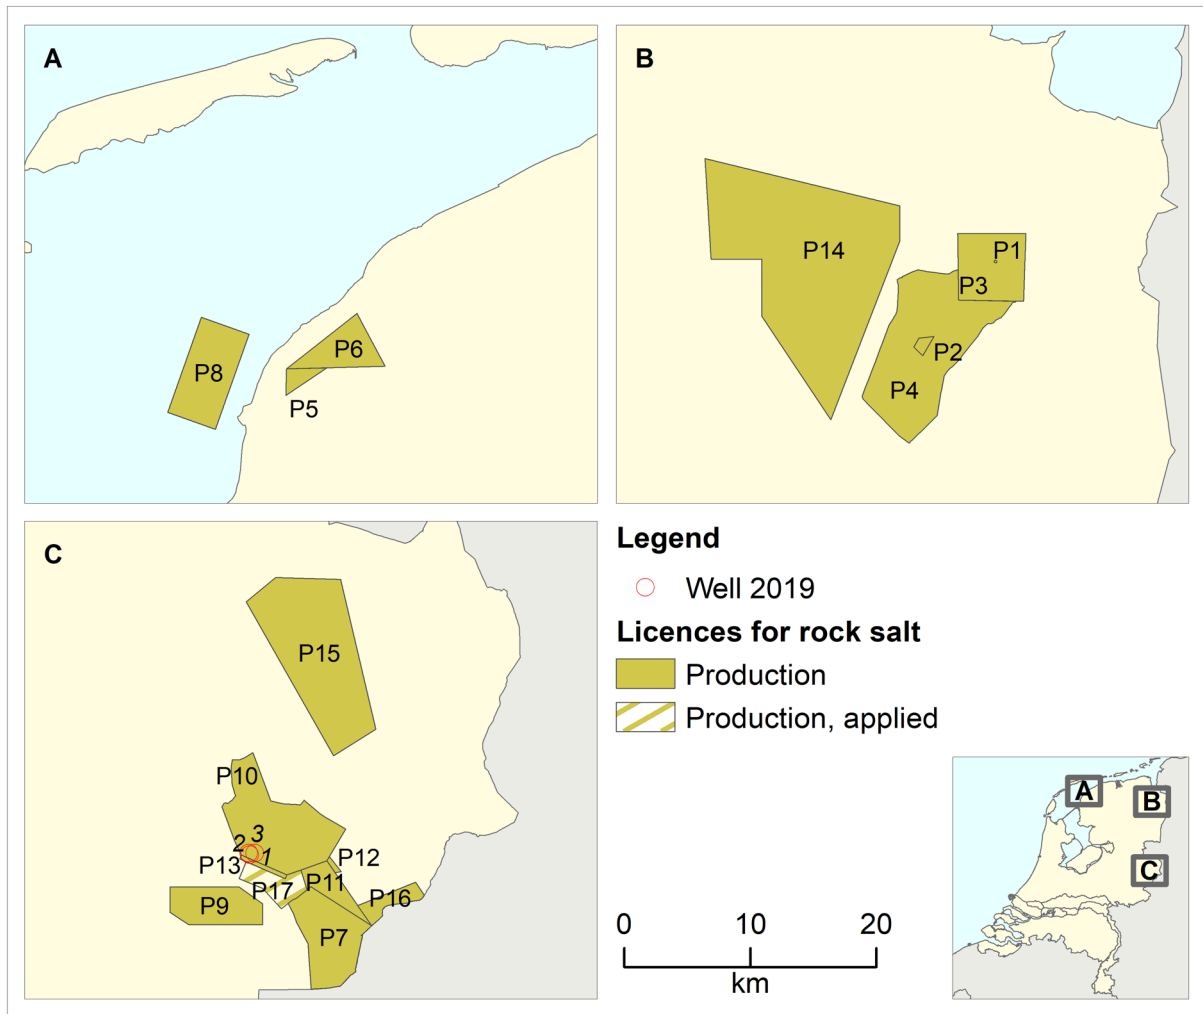 A
P8
P6
P5
B
P14
P1
P3
P2
P4
C
P15
P10
3
2
1
P13
P12
P17
P11
P16
P9
P7
Legend
Well 2019
Licences for rock salt
Production
Production, applied
0 10 20
km
A
B
C